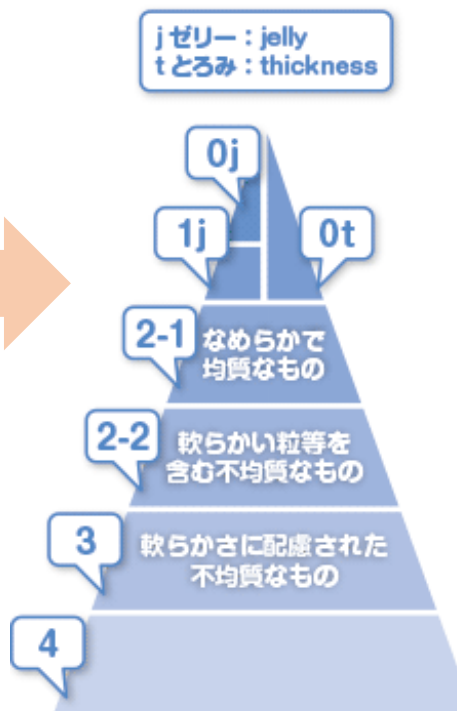 j ゼリー：jelly
t とろみ：thickness
0j
1j
0t
2-1
なめらかで
均質なもの
2-2
軟らかい粒等を
含む不均質なもの
3
軟らかさに配慮された
不均質なもの
4